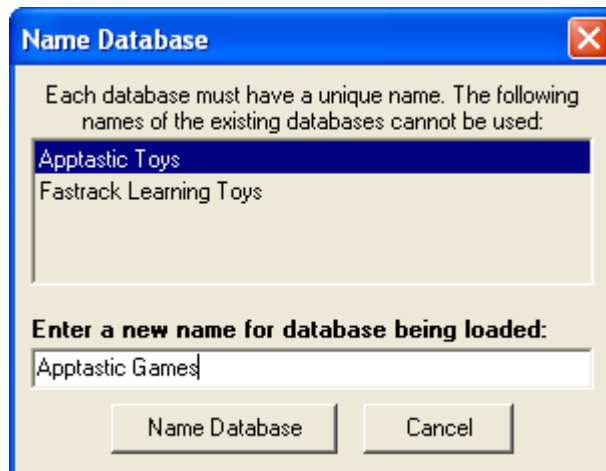 Name Database
Each database must have a unique name. The following
names of the existing databases cannot be used:
Apptastic Toys
Fastrack Learning Toys
Enter a new name for database being loaded:
Apptastic Games
Name Database
Cancel